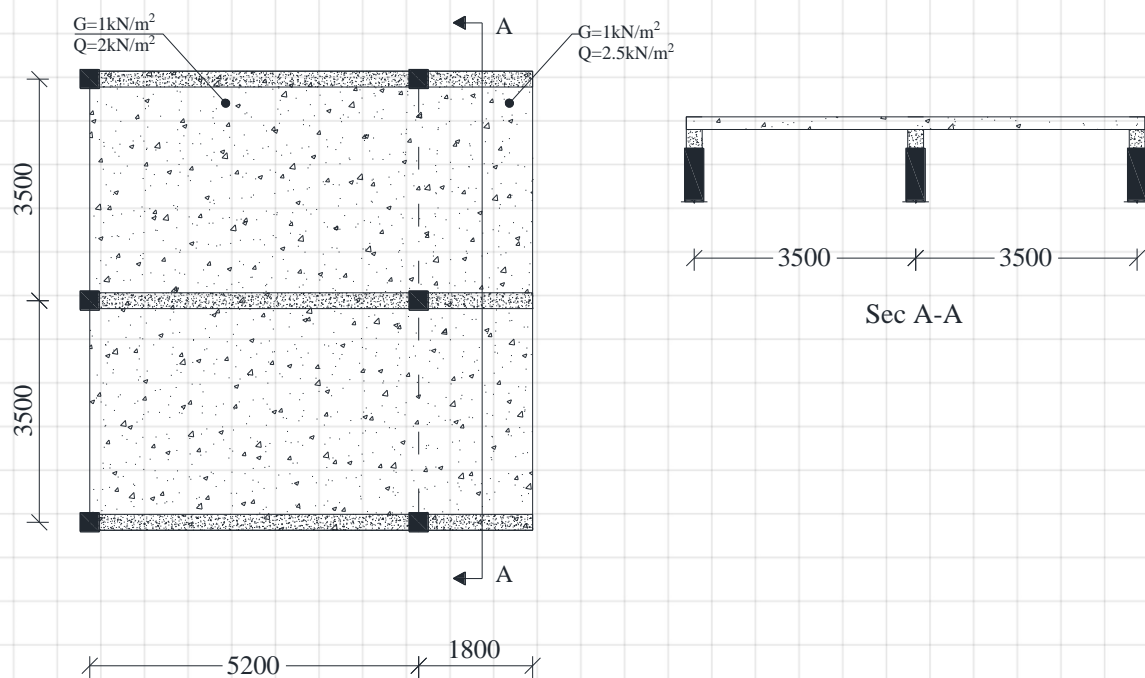 G=1kN/m²
Q=2kN/m²
A
G=1kN/m²
Q=2.5kN/m²
3500
3500
A
5200
1800
3500
3500
Sec A-A